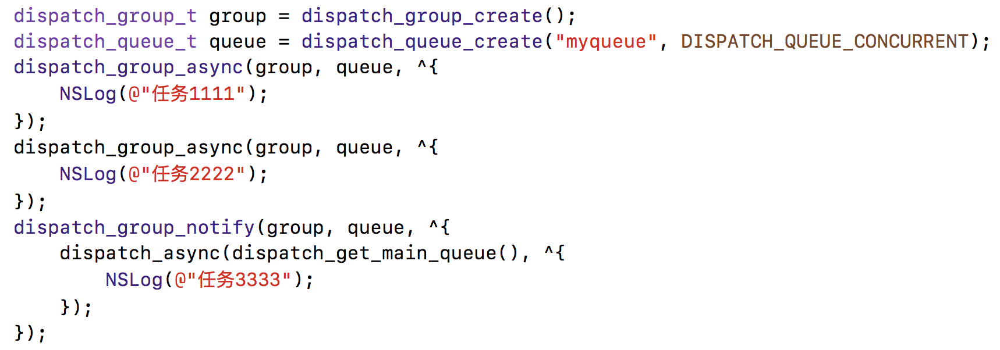 dispatch_group_t group = dispatch_group_create();
dispatch_queue_t queue = dispatch_queue_create("myqueue", DISPATCH_QUEUE_CONCURRENT);
dispatch_group_async(group, queue, ^{
    NSLog(@"任务1111");
});
dispatch_group_async(group, queue, ^{
    NSLog(@"任务2222");
});
dispatch_group_notify(group, queue, ^{
    dispatch_async(dispatch_get_main_queue(), ^{
        NSLog(@"任务3333");
    });
});